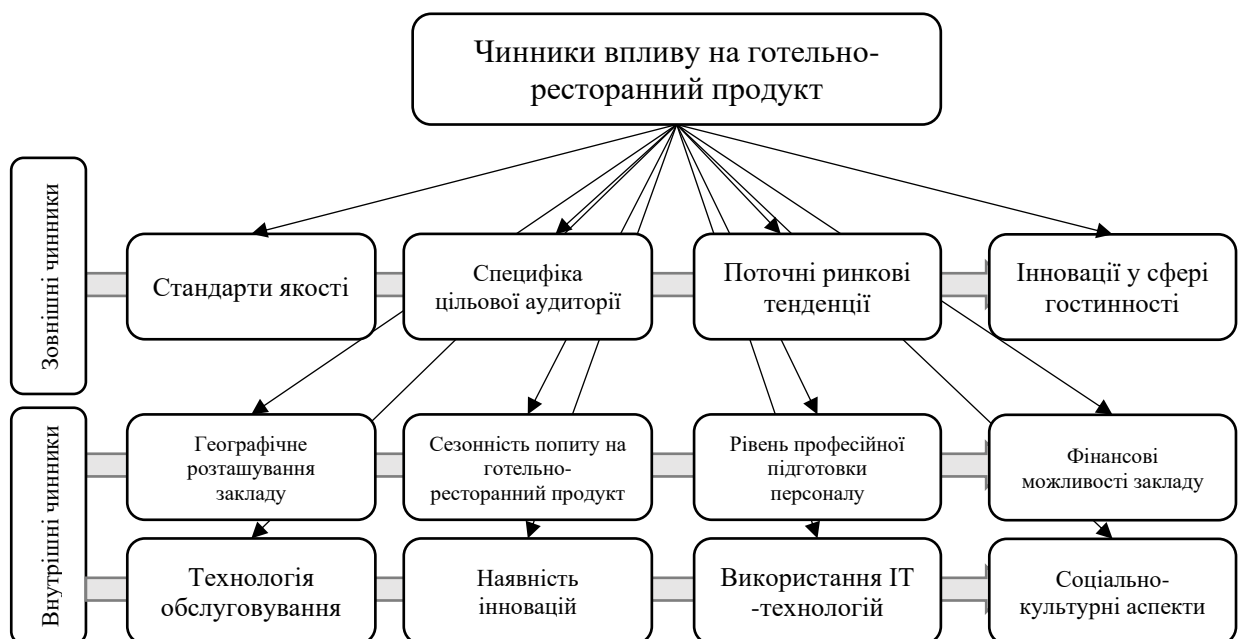 Чинники впливу на готельно-
ресторанний продукт
Зовнішні чинники
Стандарти якості
Специфіка
цільової аудиторії
Поточні ринкові
тенденції
Інновації у сфері
гостинності
Внутрішні чинники
Географічне
розташування
закладу
Сезонність попиту на
готельно-
ресторанний продукт
Рівень професійної
підготовки
персоналу
Фінансові
можливості закладу
Технологія
обслуговування
Наявність
інновацій
Використання ІТ
-технологій
Соціально-
культурні аспекти